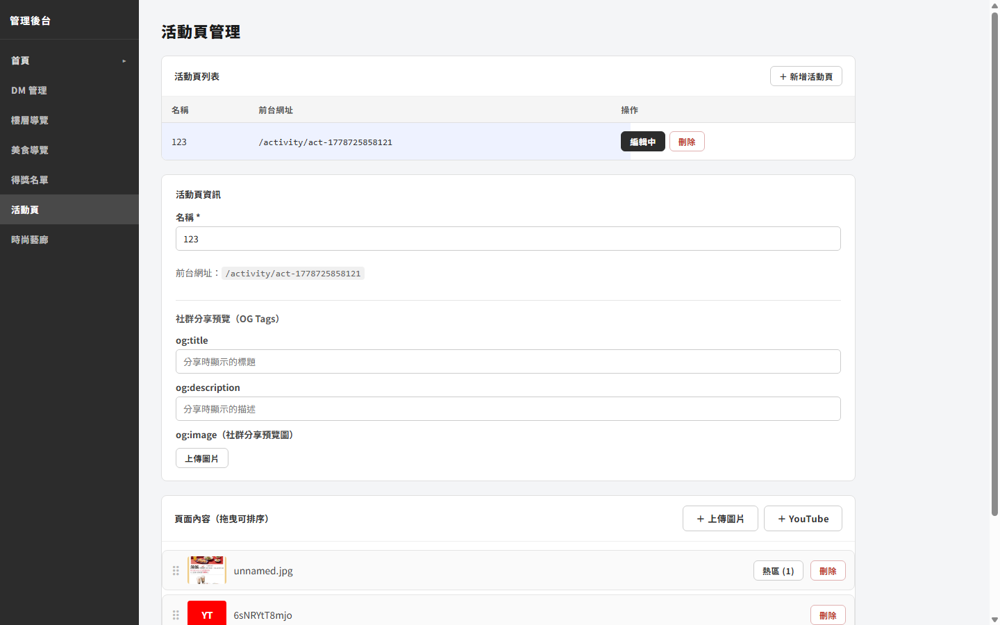 管理後台
首頁
DM 管理
樓層導覽
美食導覽
得獎名單
活動頁
時尚藝廊
活動頁管理
活動頁列表
＋ 新增活動頁
名稱 前台網址 操作
123 /activity/act-1778725858121 編輯中 刪除
活動頁資訊
名稱 *
123
前台網址：/activity/act-1778725858121
社群分享預覽（OG Tags）
og:title
分享時顯示的標題
og:description
分享時顯示的描述
og:image（社群分享預覽圖）
上傳圖片
頁面內容（拖曳可排序）
＋ 上傳圖片 ＋ YouTube
unnamed.jpg 熱區 (1) 刪除
YT 6sNRYtT8mjo 刪除